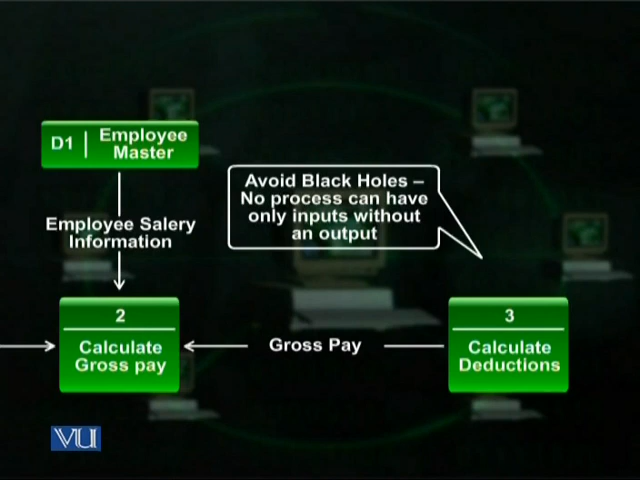 D1 | Employee
Master
Avoid Black Holes –
No process can have
only inputs without
an output
Employee Salery
Information
2
Calculate
Gross pay
Gross Pay
3
Calculate
Deductions
VU